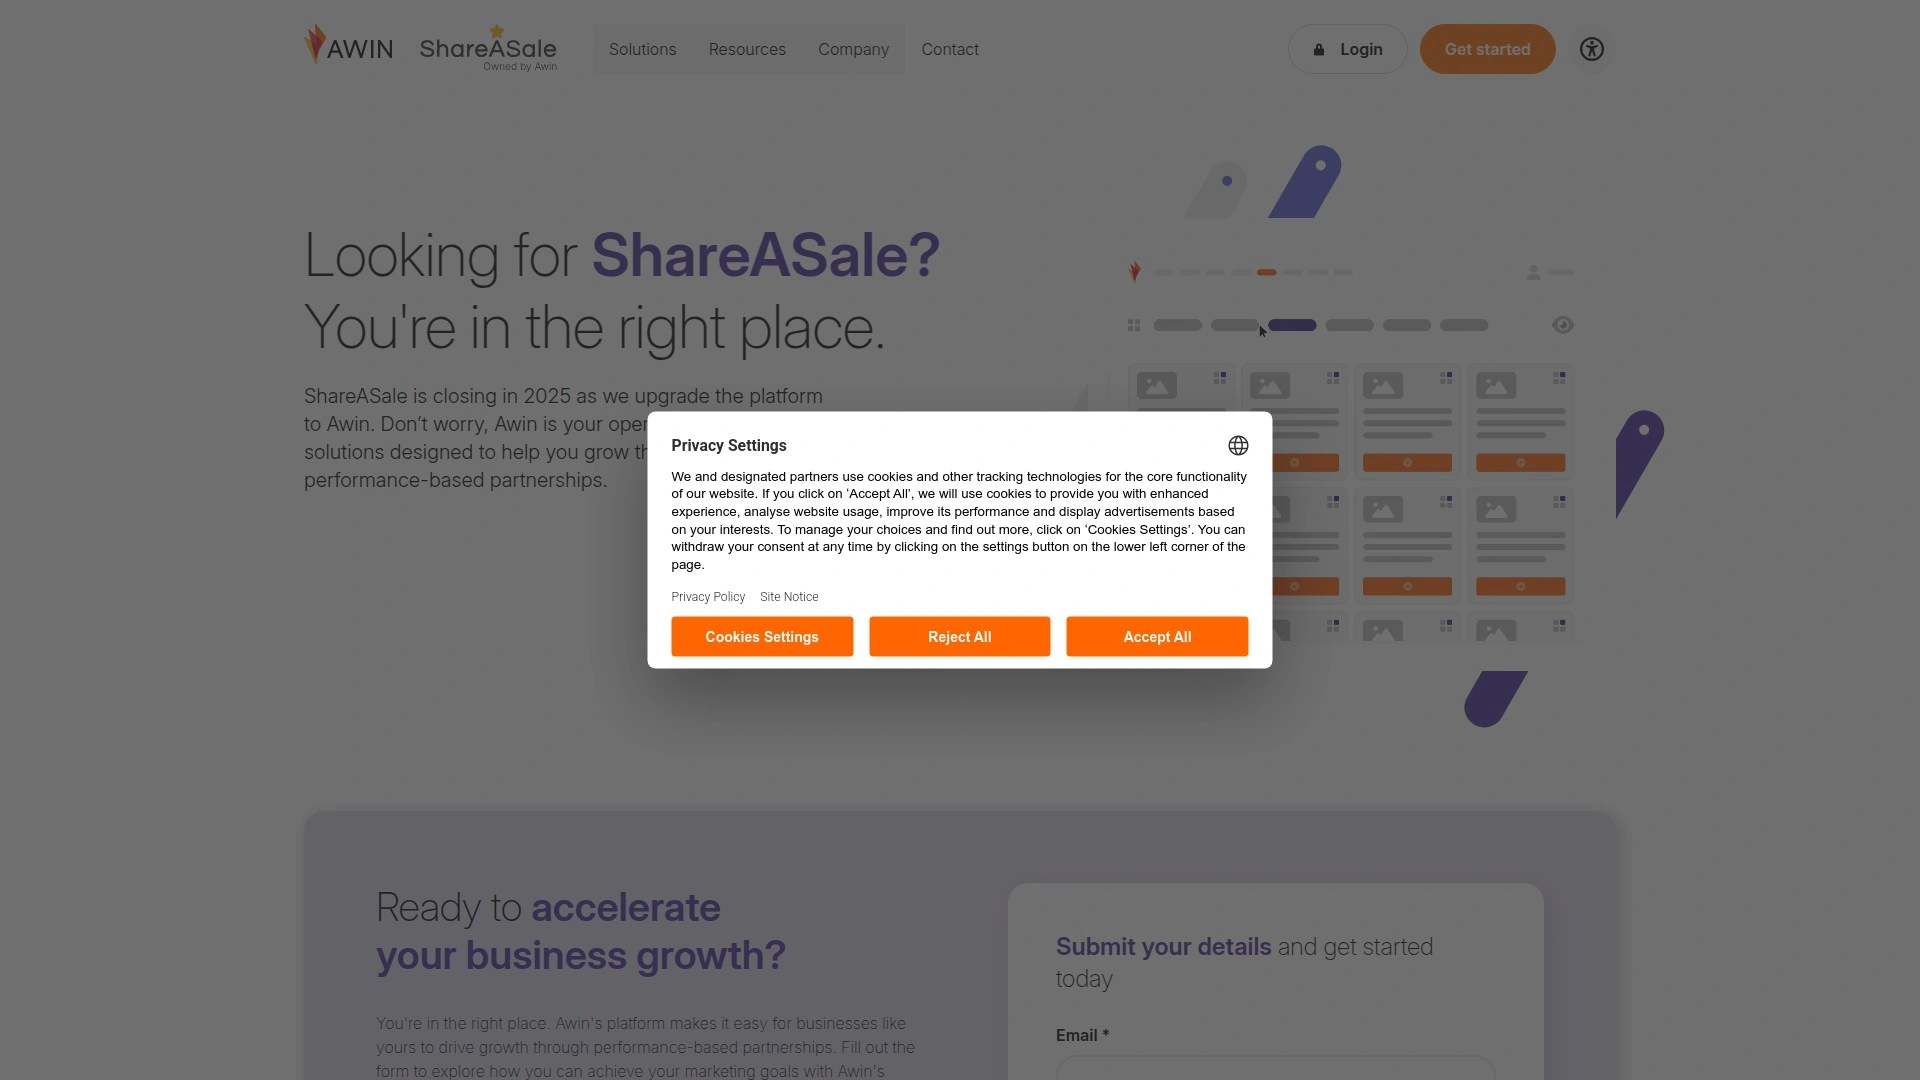 AWIN
ShareASale
Owned by Awin
Solutions
Resources
Company
Contact
Login
Get started
Looking for ShareASale?
You're in the right place.
ShareASale is closing in 2025 as we upgrade the platform
to Awin. Don’t worry, Awin is your
solutions designed to help you grow
performance-based partnerships.
Privacy Settings
We and designated partners use cookies and other tracking technologies for the core functionality
of our website. If you click on ‘Accept All’, we will use cookies to provide you with enhanced
experience, analyse website usage, improve its performance and display advertisements based
on your interests. To manage your choices and find out more, click on ‘Cookies Settings’. You can
withdraw your consent at any time by clicking on the settings button on the lower left corner of the
page.
Privacy Policy
Site Notice
Cookies Settings
Reject All
Accept All
Ready to accelerate
your business growth?
You're in the right place. Awin's platform makes it easy for businesses like
yours to drive growth through performance-based partnerships. Fill out the
form to explore how you can achieve your marketing goals with Awin's
Submit your details and get started
today
Email *